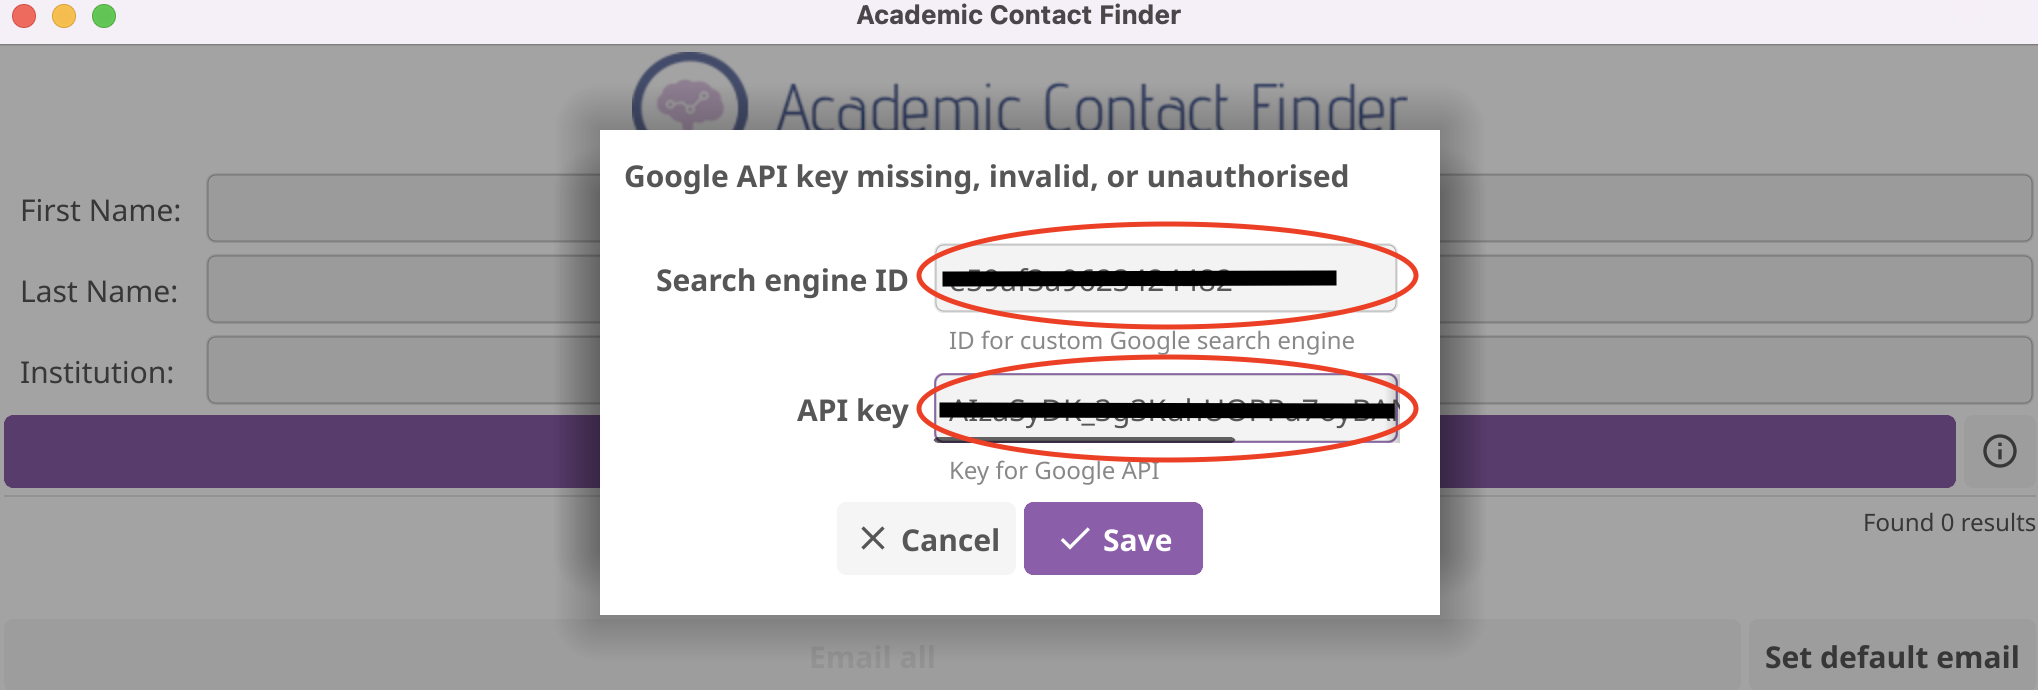 Academic Contact Finder
Academic Contact Finder
Google API key missing, invalid, or unauthorised
First Name:
Search engine ID
Last Name:
ID for custom Google search engine
Institution:
API key
Key for Google API
Cancel
Save
Found 0 results
Email all
Set default email